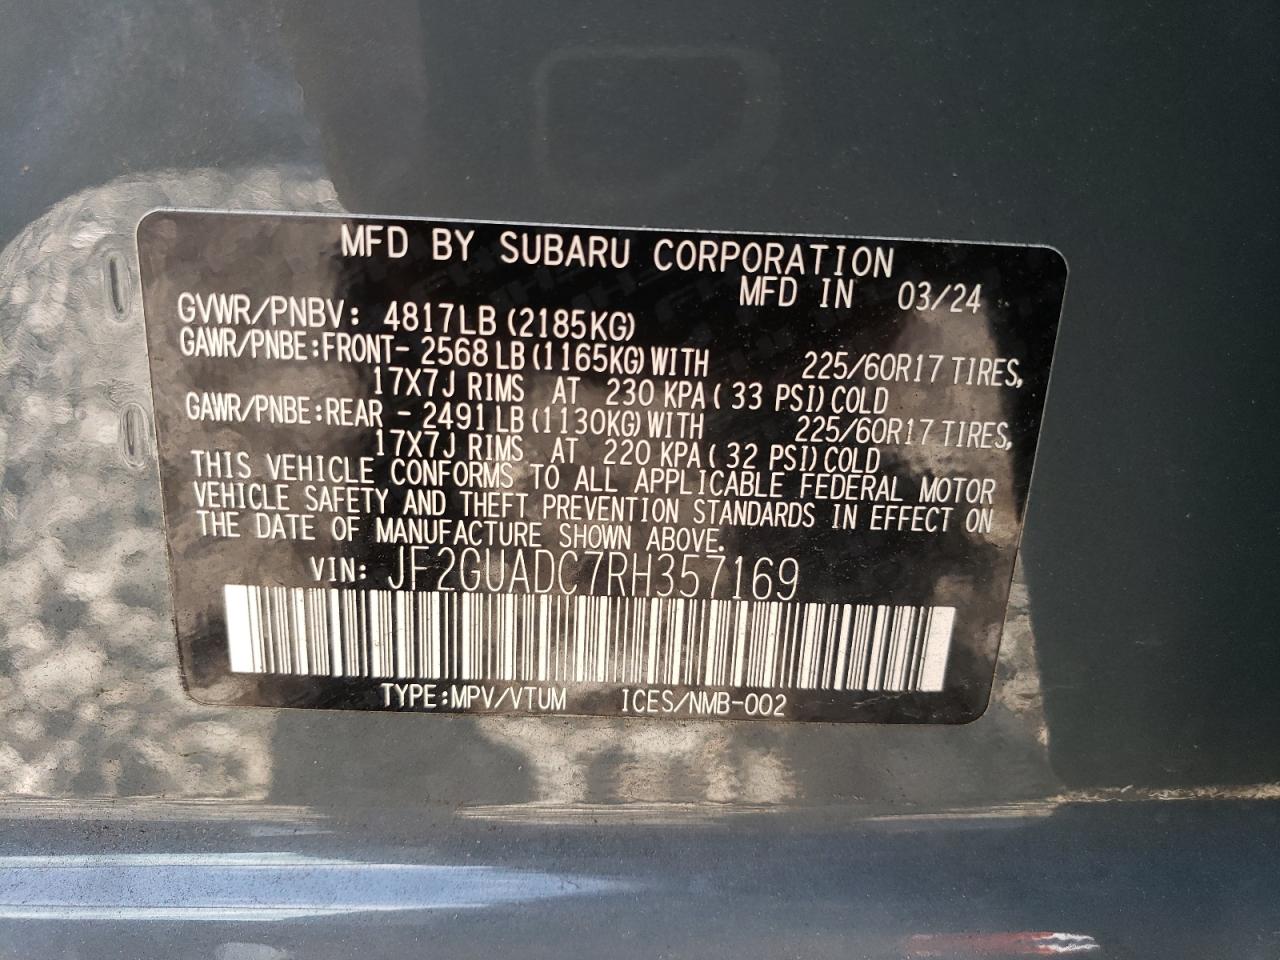 MFD BY SUBARU CORPORATION
MFD IN 03/24
GVWR/PNBV: 4817LB (2185KG)
GAWR/PNBE:FRONT- 2568 LB (1165KG) WITH 225/60R17 TIRES,
17X7J RIMS AT 230 KPA ( 33 PSI) COLD
GAWR/PNBE:REAR - 2491 LB (1130KG) WITH 225/60R17 TIRES,
17X7J RIMS AT 220 KPA ( 32 PSI) COLD
THIS VEHICLE CONFORMS TO ALL APPLICABLE FEDERAL MOTOR
VEHICLE SAFETY AND THEFT PREVENTION STANDARDS IN EFFECT ON
THE DATE OF MANUFACTURE SHOWN ABOVE.
VIN: JF2GUADC7RH357169
TYPE:MPV/VTUM ICES/NMB-002